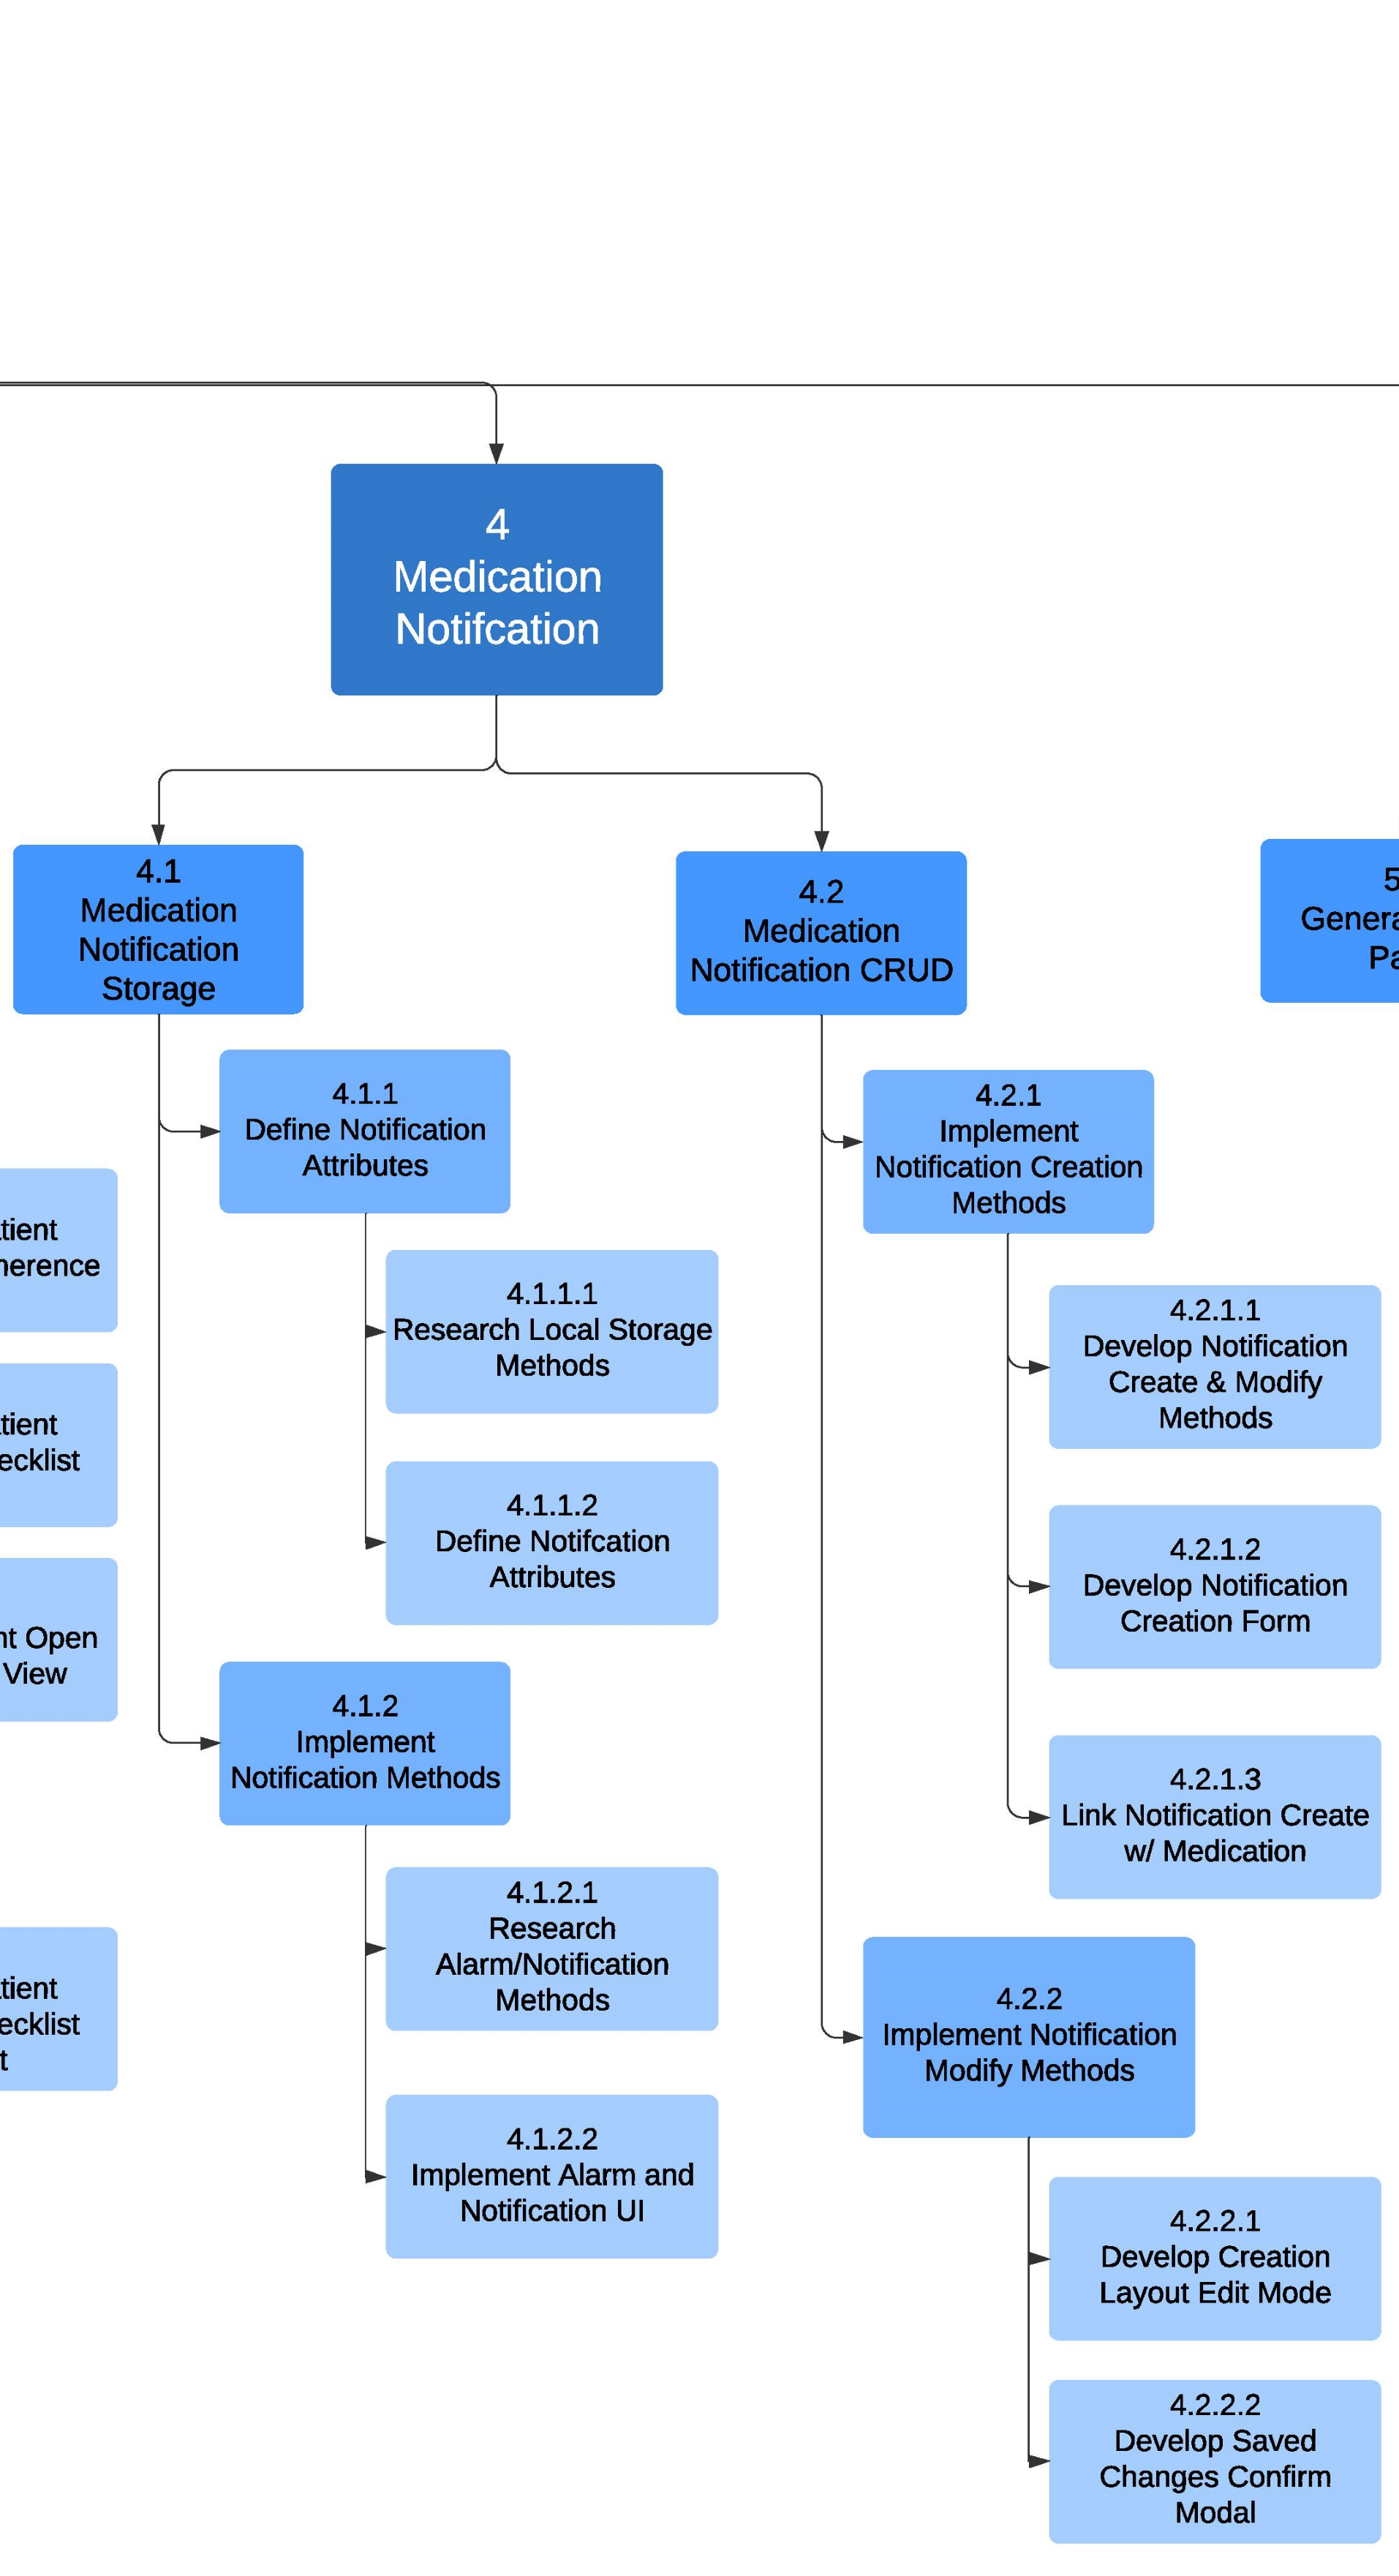 4
Medication
Notifcation
4.1
Medication
Notification
Storage
4.1.1
Define Notification
Attributes
4.1.1.1
Research Local Storage
Methods
4.1.1.2
Define Notifcation
Attributes
4.1.2
Implement
Notification Methods
4.1.2.1
Research
Alarm/Notification
Methods
4.1.2.2
Implement Alarm and
Notification UI
4.2
Medication
Notification CRUD
4.2.1
Implement
Notification Creation
Methods
4.2.1.1
Develop Notification
Create & Modify
Methods
4.2.1.2
Develop Notification
Creation Form
4.2.1.3
Link Notification Create
w/ Medication
4.2.2
Implement Notification
Modify Methods
4.2.2.1
Develop Creation
Layout Edit Mode
4.2.2.2
Develop Saved
Changes Confirm
Modal
Open
View